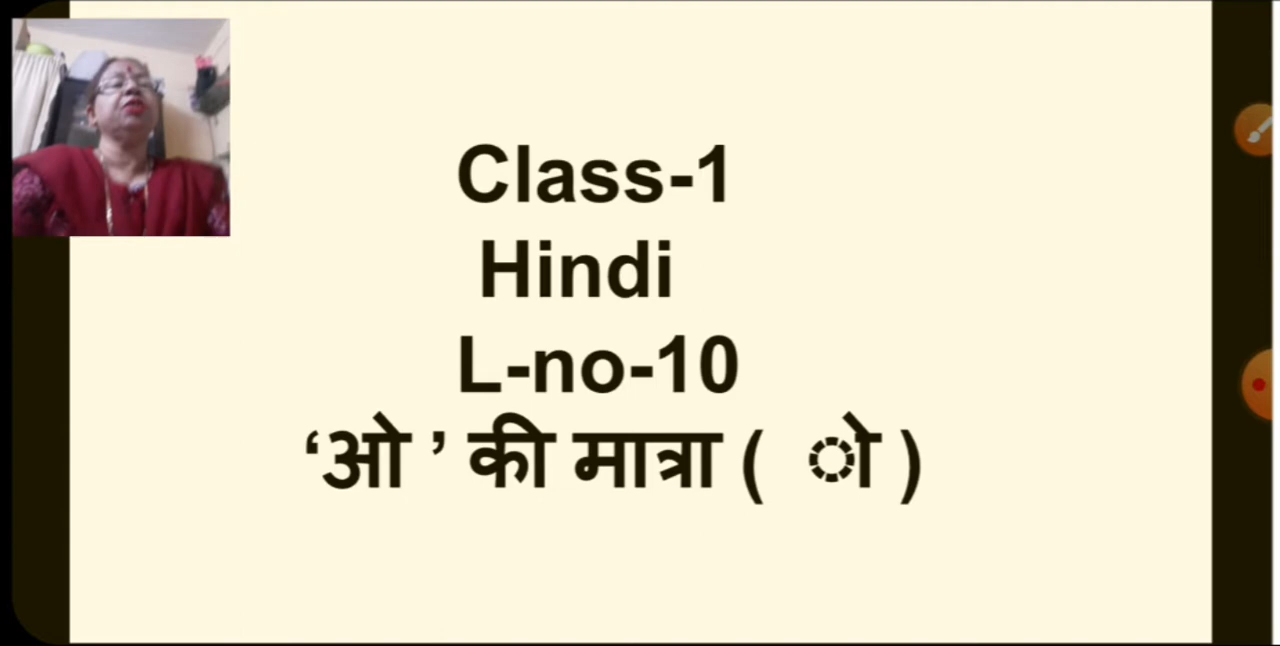 Class-1
Hindi
L-no-10
‘ओ ’ की मात्रा ( ो )